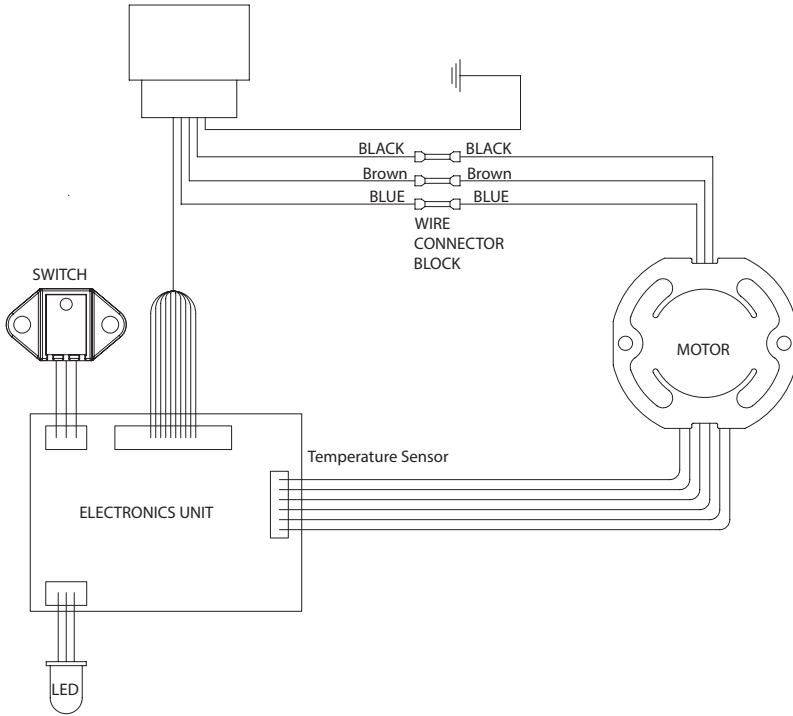 BLACK BLACK
Brown Brown
BLUE BLUE
WIRE
CONNECTOR
BLOCK
SWITCH
MOTOR
Temperature Sensor
ELECTRONICS UNIT
LED